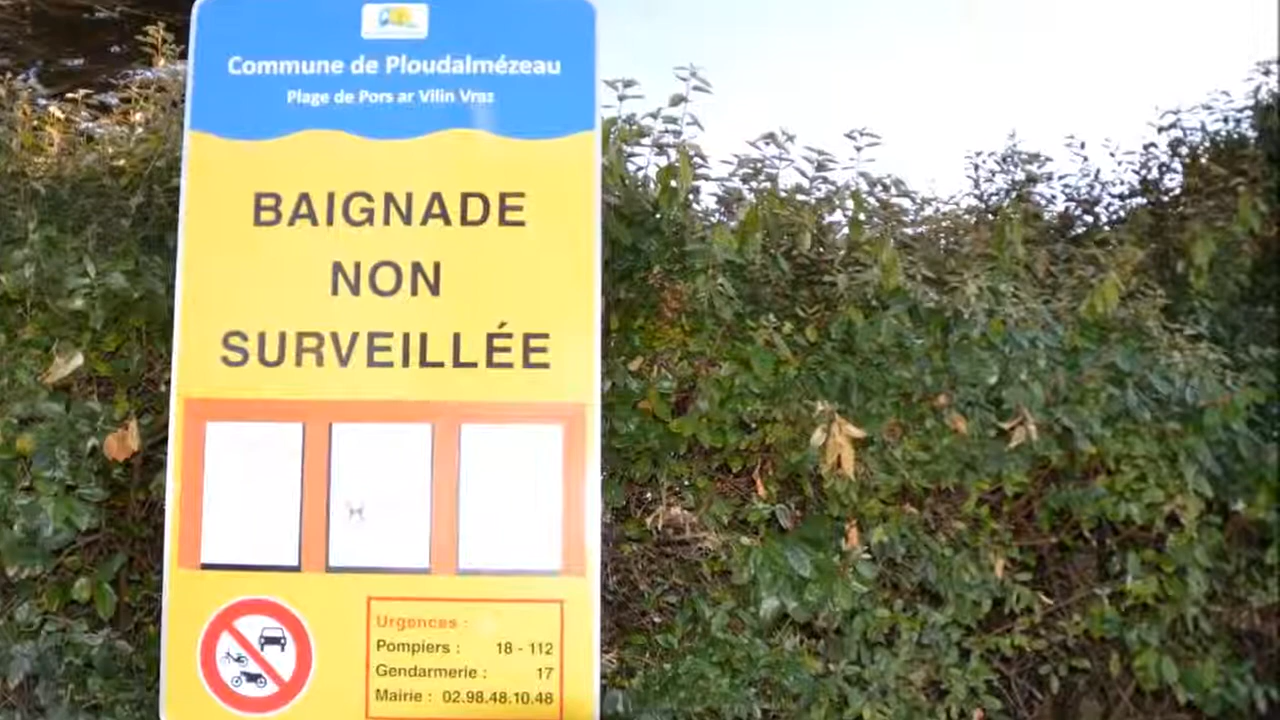 Commune de Ploudalmézeau
Plage de Pors ar Vilin Vraz
BAIGNADE
NON
SURVEILLÉE
Urgences :
Pompiers : 18 - 112
Gendarmerie : 17
Mairie : 02.98.48.10.48